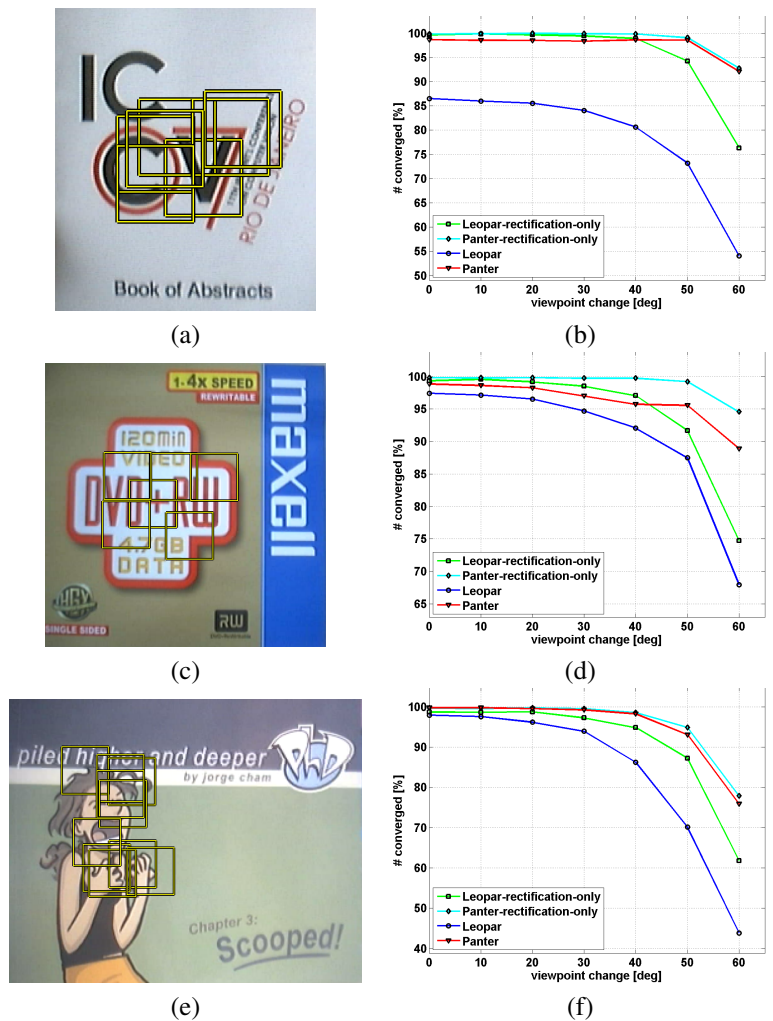 IC
CV
11TH
RIO DE JANEIRO
Book of Abstracts
(a)
# converged [%]
100
95
90
85
80
75
70
65
60
55
50
Leopar-rectification-only
Panter-rectification-only
Leopar
Panter
0 10 20 30 40 50 60
viewpoint change [deg]
(b)
1-4X SPEED
REWRITABLE
maxell
120min
VIDEO
DVD+RW
4.7GB
DATA
SINGLE SIDED
RW
(c)
# converged [%]
100
95
90
85
80
75
70
65
Leopar-rectification-only
Panter-rectification-only
Leopar
Panter
0 10 20 30 40 50 60
viewpoint change [deg]
(d)
piled higher and deeper
PhD
by jorge cham
Chapter 3:
Scooped!
(e)
# converged [%]
100
90
80
70
60
50
40
Leopar-rectification-only
Panter-rectification-only
Leopar
Panter
0 10 20 30 40 50 60
viewpoint change [deg]
(f)